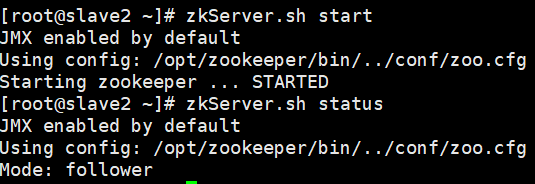 [root@slave2 ~]# zkServer.sh start
JMX enabled by default
Using config: /opt/zookeeper/bin/../conf/zoo.cfg
Starting zookeeper ... STARTED
[root@slave2 ~]# zkServer.sh status
JMX enabled by default
Using config: /opt/zookeeper/bin/../conf/zoo.cfg
Mode: follower